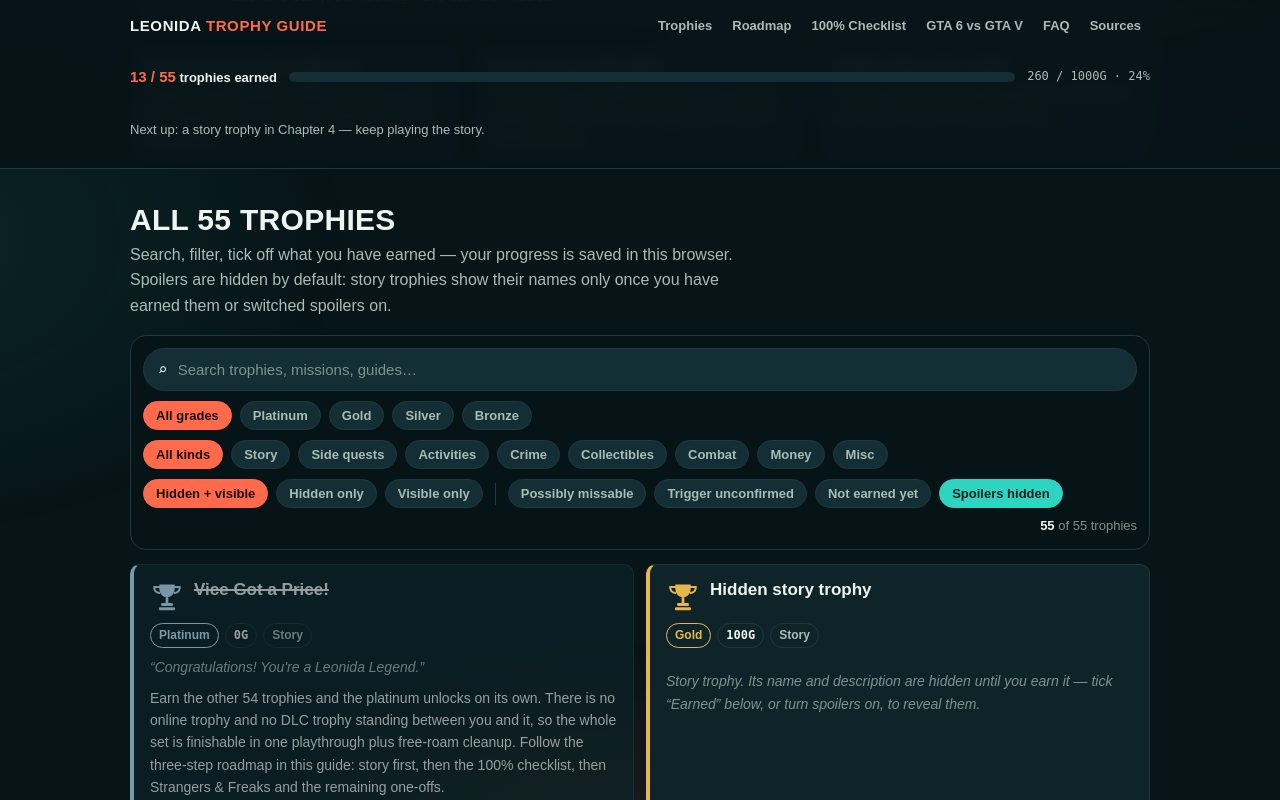 LEONIDA TROPHY GUIDE
Trophies Roadmap 100% Checklist GTA 6 vs GTA V FAQ Sources
13 / 55 trophies earned
260 / 1000G · 24%
Next up: a story trophy in Chapter 4 — keep playing the story.
ALL 55 TROPHIES
Search, filter, tick off what you have earned — your progress is saved in this browser.
Spoilers are hidden by default: story trophies show their names only once you have
earned them or switched spoilers on.
Search trophies, missions, guides…
All grades Platinum Gold Silver Bronze
All kinds Story Side quests Activities Crime Collectibles Combat Money Misc
Hidden + visible Hidden only Visible only Possibly missable Trigger unconfirmed Not earned yet Spoilers hidden
55 of 55 trophies
Vice Got a Price!
Platinum 0G Story
“Congratulations! You're a Leonida Legend.”
Earn the other 54 trophies and the platinum unlocks on its own. There is no
online trophy and no DLC trophy standing between you and it, so the whole
set is finishable in one playthrough plus free-roam cleanup. Follow the
three-step roadmap in this guide: story first, then the 100% checklist, then
Strangers & Freaks and the remaining one-offs.
Hidden story trophy
Gold 100G Story
Story trophy. Its name and description are hidden until you earn it — tick
“Earned” below, or turn spoilers on, to reveal them.